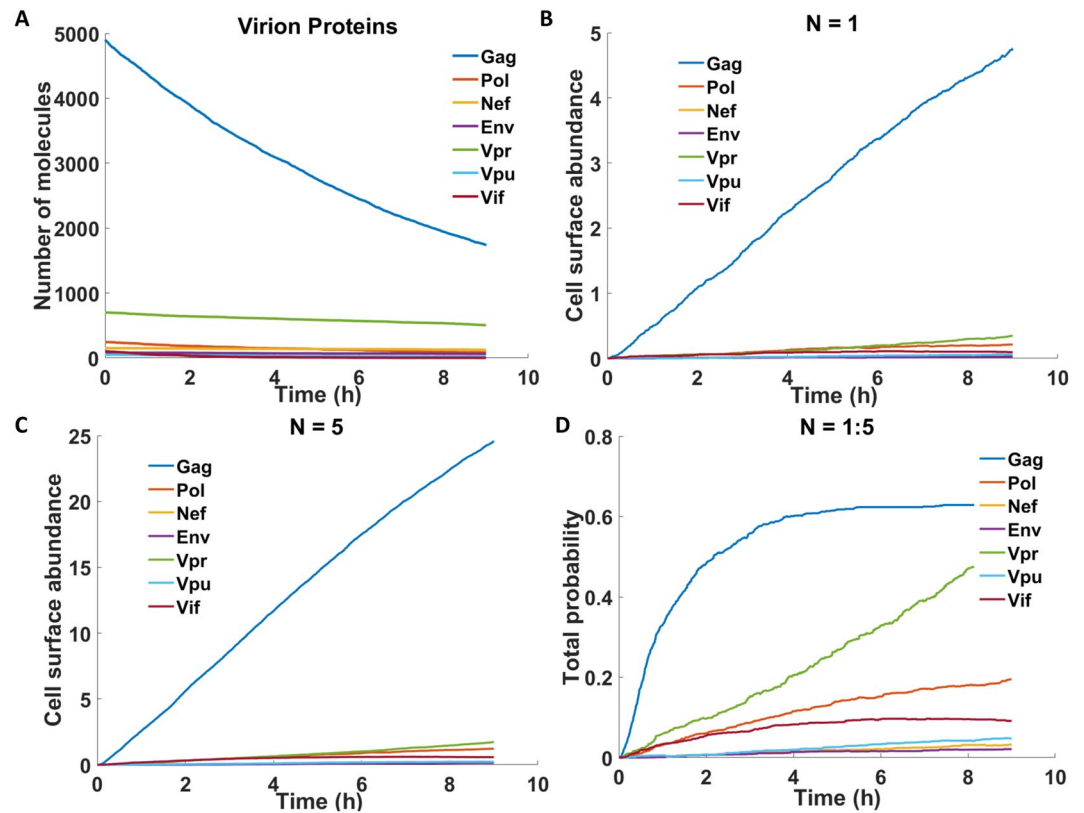 A
Virion Proteins
5000
4000
3000
2000
1000
0
Number of molecules
Gag
Pol
Nef
Env
Vpr
Vpu
Vif
0 2 4 6 8 10
Time (h)
B
N = 1
5
4
3
2
1
0
Cell surface abundance
Gag
Pol
Nef
Env
Vpr
Vpu
Vif
0 2 4 6 8 10
Time (h)
C
N = 5
25
20
15
10
5
0
Cell surface abundance
Gag
Pol
Nef
Env
Vpr
Vpu
Vif
0 2 4 6 8 10
Time (h)
D
N = 1:5
0.8
0.6
0.4
0.2
0
Total probability
Gag
Pol
Nef
Env
Vpr
Vpu
Vif
0 2 4 6 8 10
Time (h)